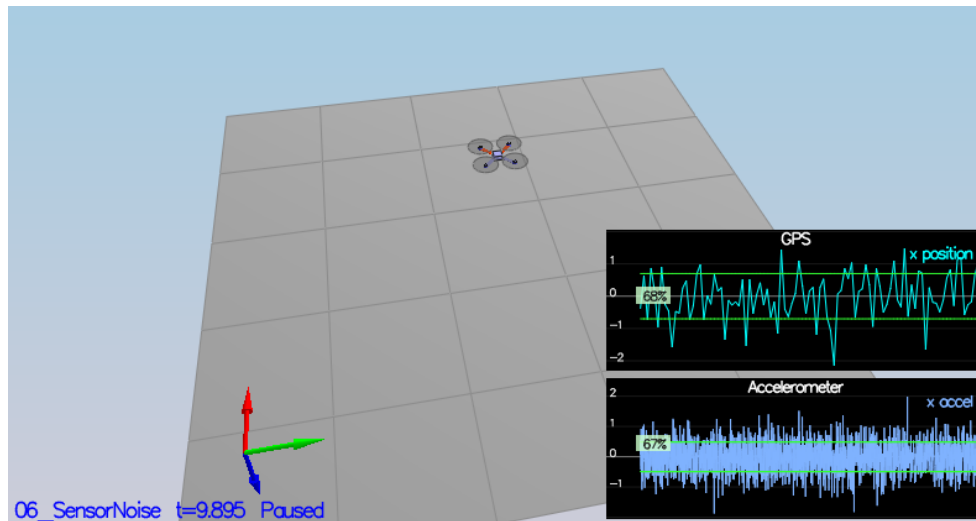 GPS
x position
1
0
68%
-1
-2
Accelerometer
2
x accel
1
67%
0
-1
06_SensorNoise t=9.895 Paused